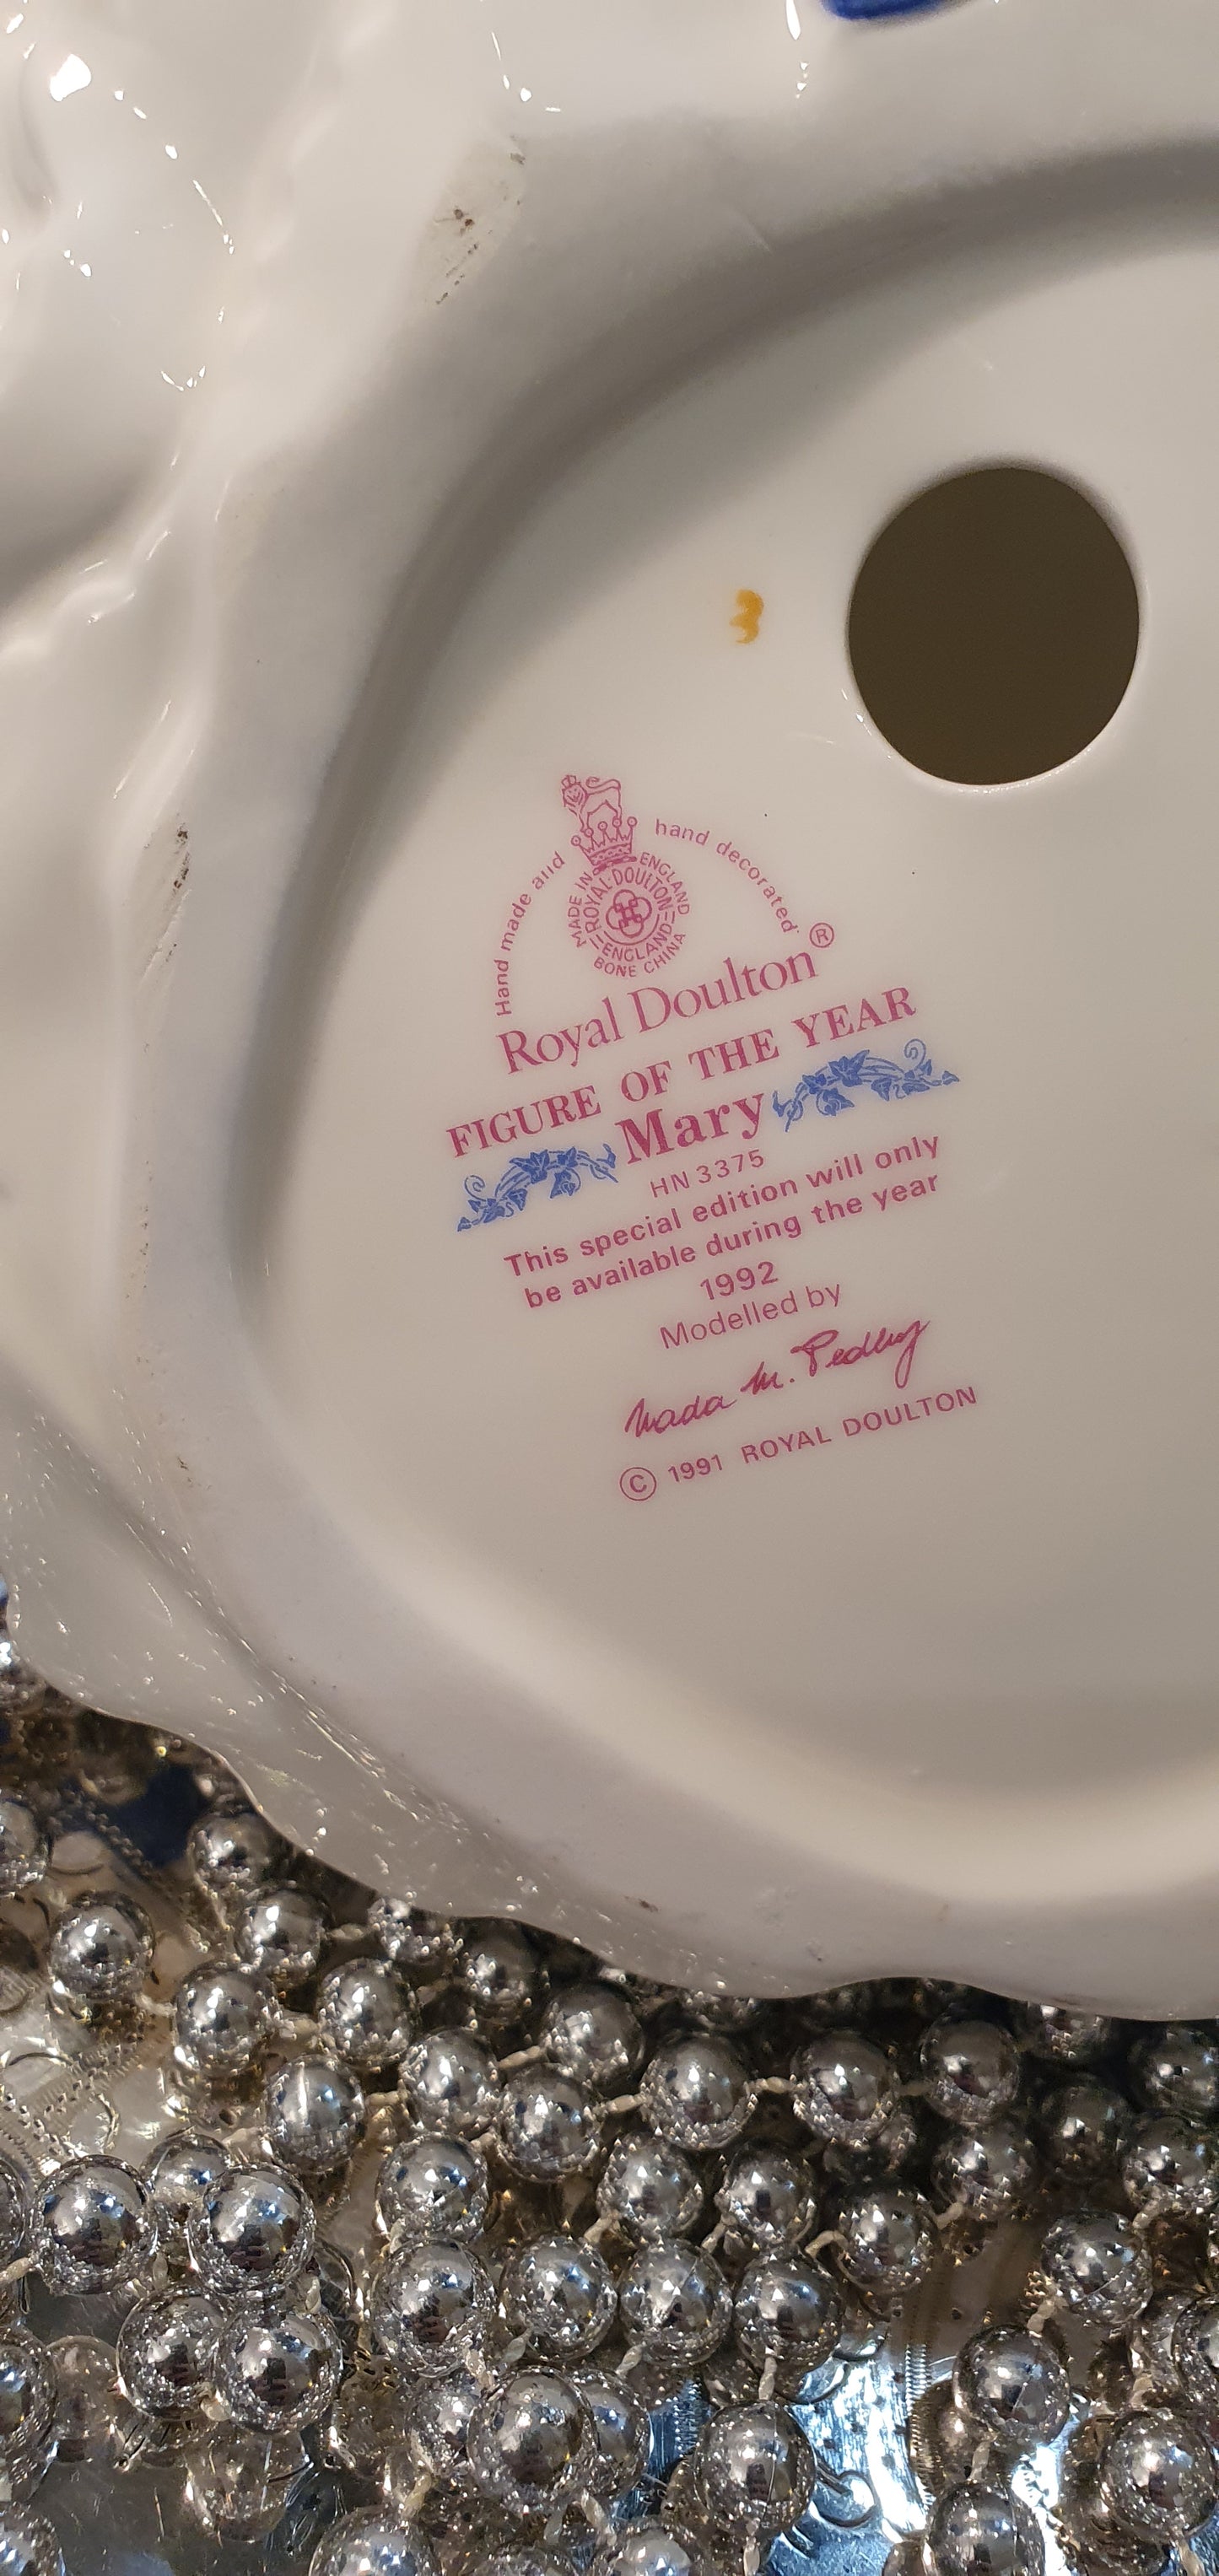 Hand made and hand decorated
MADE IN ENGLAND
ROYAL·DOULTON
ENGLAND
BONE CHINA
Royal Doulton®
FIGURE OF THE YEAR
Mary
HN 3375
This special edition will only
be available during the year
1992
Modelled by
Nada M. Pedley
© 1991 ROYAL DOULTON